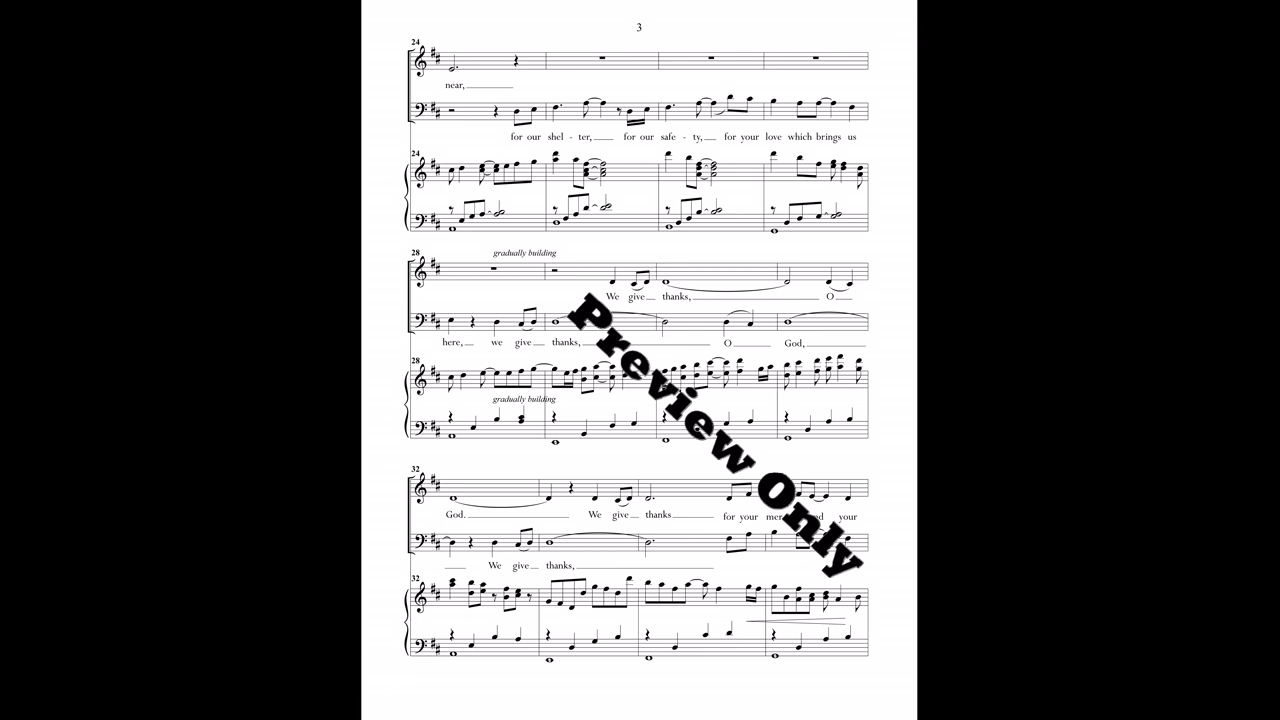 3
24
near,
for our shel - ter, for our safe - ty, for your love which brings us
24
28
gradually building
We give thanks, O
here, we give thanks, O God,
28
gradually building
32
God. We give thanks for your your
We give thanks,
32
Preview Only